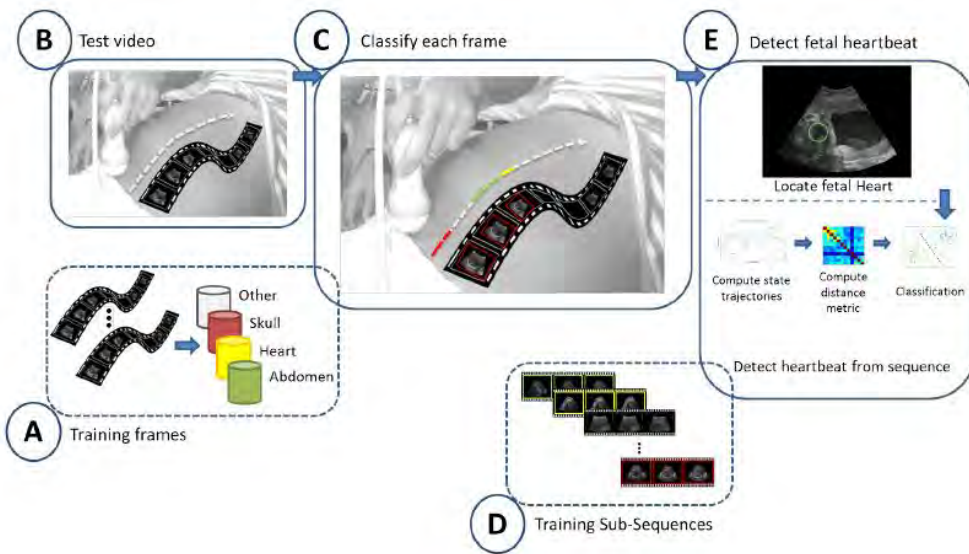 B
Test video
C
Classify each frame
E
Detect fetal heartbeat
Locate fetal Heart
Compute state
trajectories
Compute
distance
metric
Classification
Detect heartbeat from sequence
Other
Skull
Heart
Abdomen
A
Training frames
D
Training Sub-Sequences